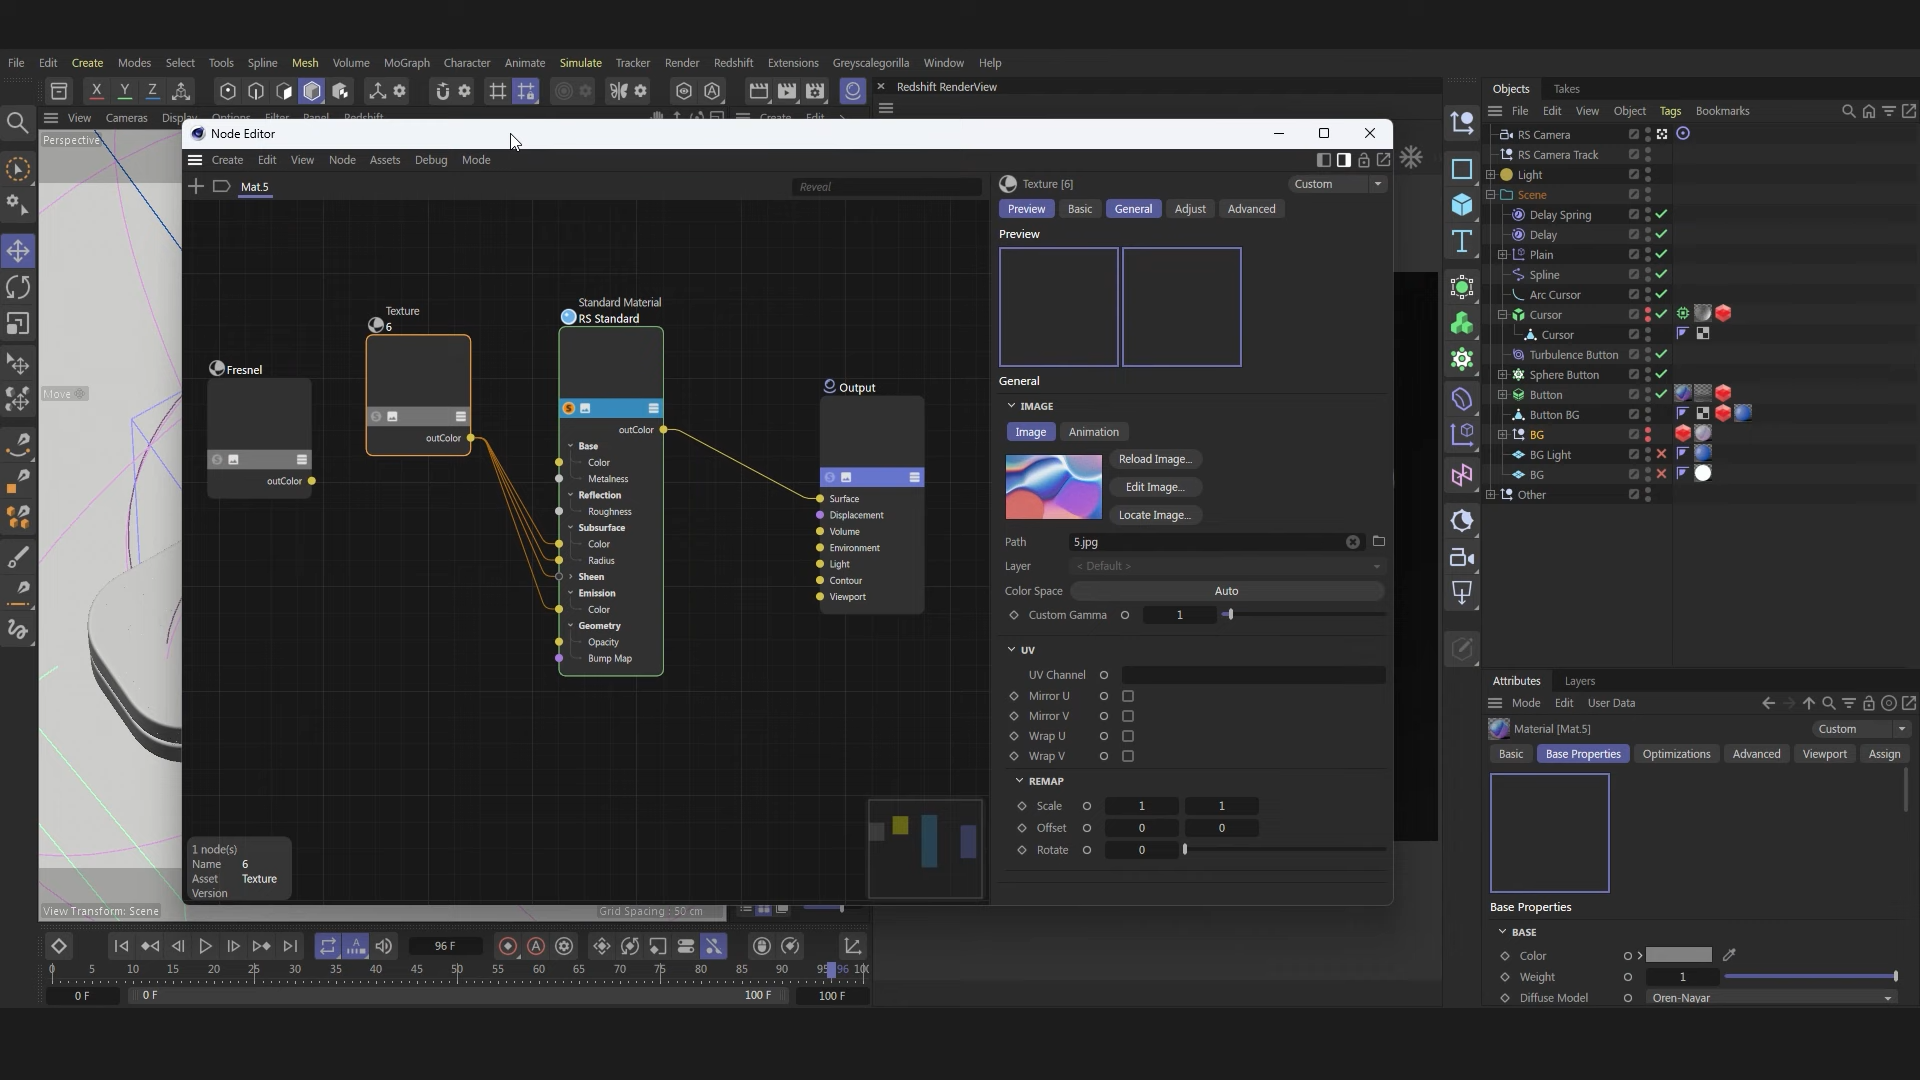 File Edit Create Modes Select Tools Spline Mesh Volume MoGraph Character Animate Simulate Tracker Render Redshift Extensions Greyscalegorilla Window Help
X Y Z
Redshift RenderView
View Cameras Display Options Filter Panel Redshift
Create Edit
Perspective
Move
Node Editor
Create Edit View Node Assets Debug Mode
Mat.5
Reveal
Texture
6
Fresnel
outColor
outColor
Standard Material
RS Standard
outColor
Base
Color
Metalness
Reflection
Roughness
Subsurface
Color
Radius
Sheen
Emission
Color
Geometry
Opacity
Bump Map
Output
Surface
Displacement
Volume
Environment
Light
Contour
Viewport
1 node(s)
Name 6
Asset Texture
Version
Texture [6]
Custom
Preview Basic General Adjust Advanced
Preview
General
IMAGE
Image Animation
Reload Image...
Edit Image...
Locate Image...
Path 5.jpg
Layer < Default >
Color Space Auto
Custom Gamma 1
UV
UV Channel
Mirror U
Mirror V
Wrap U
Wrap V
REMAP
Scale 1 1
Offset 0 0
Rotate 0
View Transform: Scene
Grid Spacing : 50 cm
96 F
0 5 10 15 20 25 30 35 40 45 50 55 60 65 70 75 80 85 90 95 96 10
0 F 0 F 100 F 100 F
Objects Takes
File Edit View Object Tags Bookmarks
RS Camera
RS Camera Track
Light
Scene
Delay Spring
Delay
Plain
Spline
Arc Cursor
Cursor
Cursor
Turbulence Button
Sphere Button
Button
Button BG
BG
BG Light
BG
Other
Attributes Layers
Mode Edit User Data
Material [Mat.5]
Custom
Basic Base Properties Optimizations Advanced Viewport Assign
Base Properties
BASE
Color
Weight 1
Diffuse Model Oren-Nayar